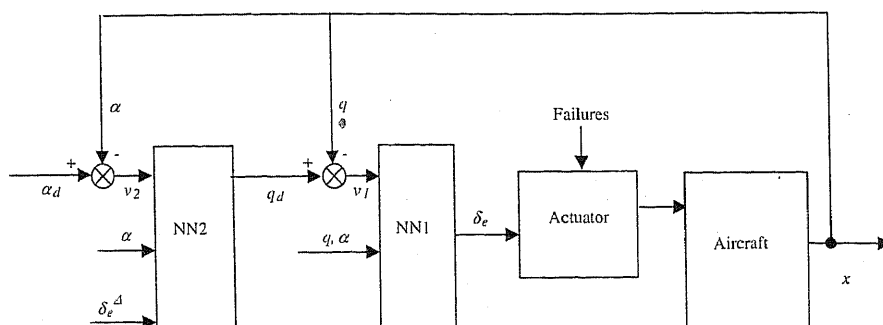 α
q
Failures
+
-
+
-
α_d
v_2
q_d
v_1
NN2
NN1
δ_e
Actuator
Aircraft
α
q, α
x
δ_e^Δ